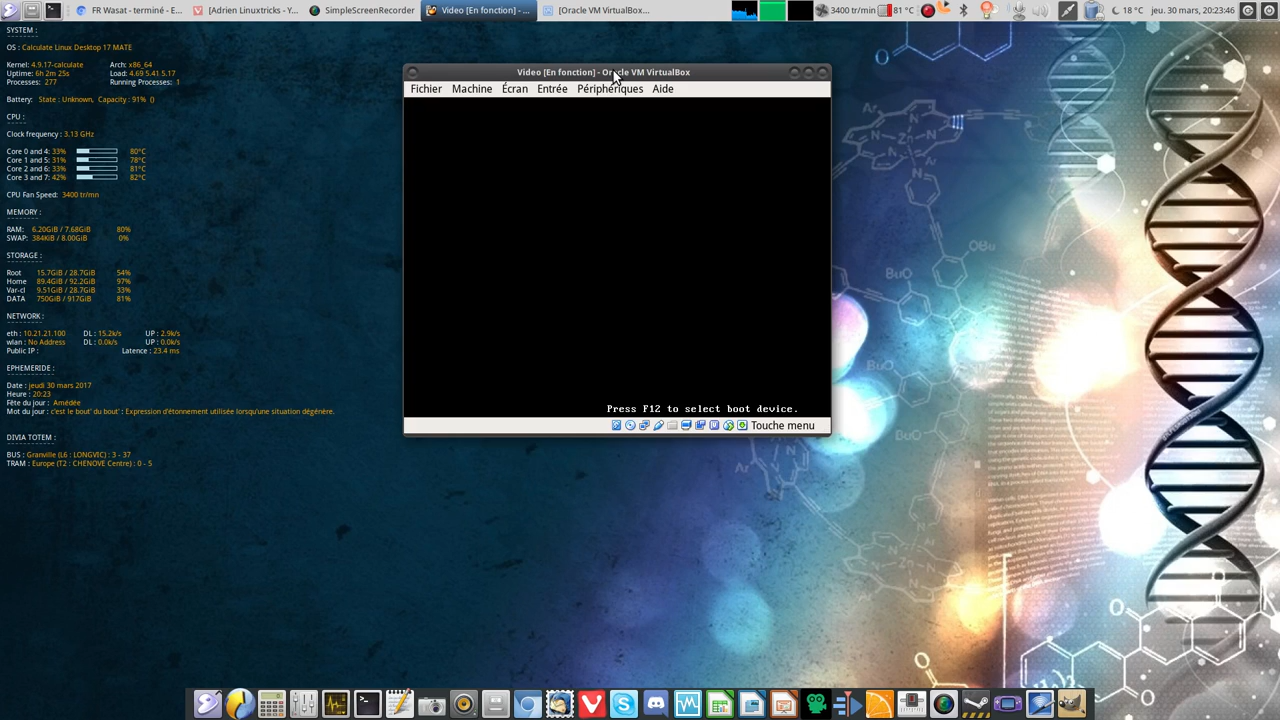 FR Wasat - terminé - E...
[Adrien Linuxtricks - Y...
SimpleScreenRecorder
Video [En fonction] - ...
[Oracle VM VirtualBox...
3400 tr/min
81 °C
18 °C
jeu. 30 mars, 20:23:46
SYSTEM :
OS : Calculate Linux Desktop 17 MATE
Kernel: 4.9.17-calculate Arch: x86_64
Uptime: 6h 2m 25s Load: 4.69 5.41 5.17
Processes: 277 Running Processes: 1
Battery: State : Unknown, Capacity : 91% ()
CPU :
Clock frequency : 3.13 GHz
Core 0 and 4: 33% 80°C
Core 1 and 5: 31% 78°C
Core 2 and 6: 33% 81°C
Core 3 and 7: 42% 82°C
CPU Fan Speed: 3400 tr/mn
MEMORY :
RAM: 6.20GiB / 7.68GiB 80%
SWAP: 384KiB / 8.00GiB 0%
STORAGE :
Root 15.7GiB / 28.7GiB 54%
Home 89.4GiB / 92.2GiB 97%
Var-cl 9.51GiB / 28.7GiB 33%
DATA 750GiB / 917GiB 81%
NETWORK :
eth : 10.21.21.100 DL : 15.2k/s UP : 2.9k/s
wlan : No Address DL : 0.0k/s UP : 0.0k/s
Public IP : Latence : 23.4 ms
EPHEMERIDE :
Date : jeudi 30 mars 2017
Heure : 20:23
Fête du jour : Amédée
Mot du jour : c'est le bout' du bout' : Expression d'étonnement utilisée lorsqu'une situation dégénère.
DIVIA TOTEM :
BUS : Granville (L6 : LONGVIC) : 3 - 37
TRAM : Europe (T2 : CHENOVE Centre) : 0 - 5
Video [En fonction] - Oracle VM VirtualBox
Fichier Machine Écran Entrée Périphériques Aide
Press F12 to select boot device.
Touche menu
Ar
N
N
Zn
N
N
Ar
OBu
BuO
BuO
BuO
O
O
O
O